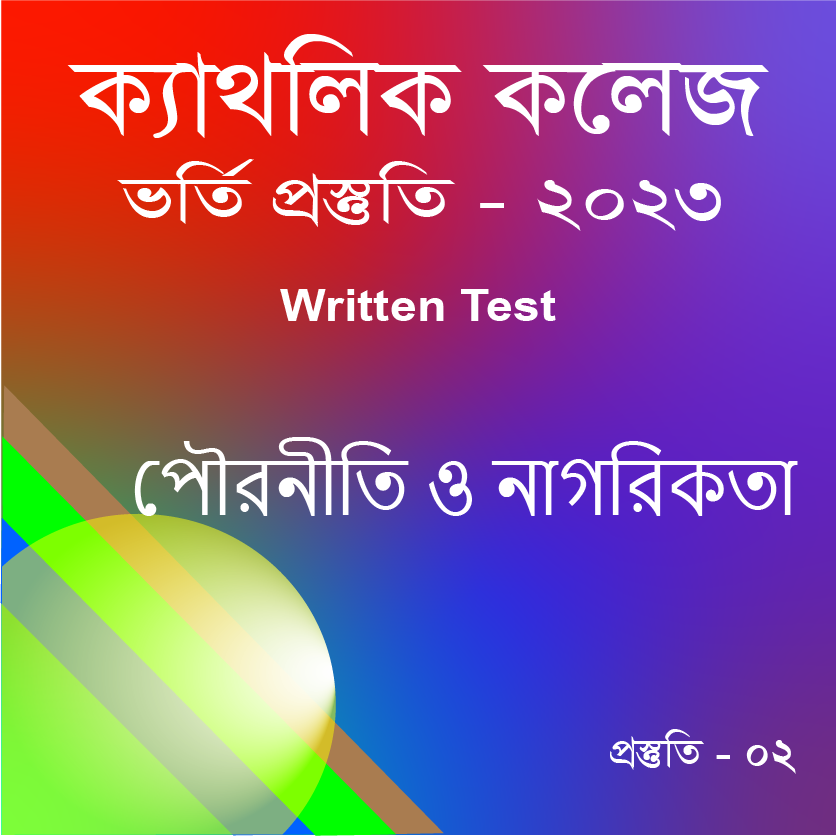 ক্যাথলিক কলেজ
ভর্তি প্রস্তুতি - ২০২৩
Written Test
পৌরনীতি ও নাগরিকতা
প্রস্তুতি - ০২